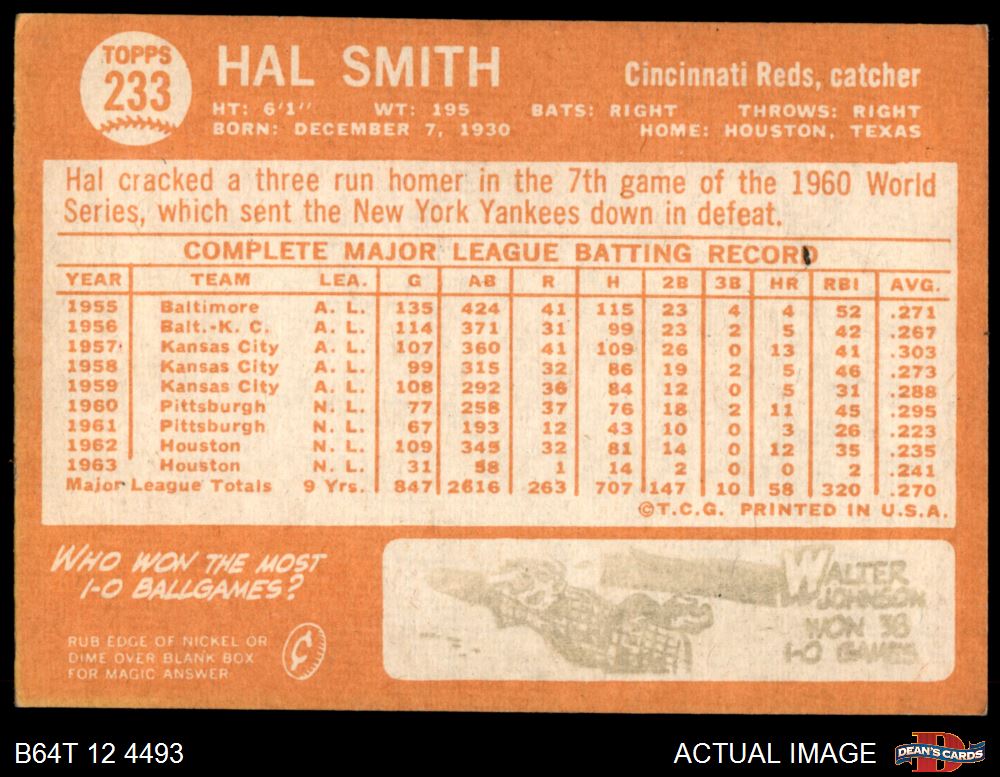 TOPPS
233
HAL SMITH
Cincinnati Reds, catcher
HT: 6'1" WT: 195 BATS: RIGHT THROWS: RIGHT
BORN: DECEMBER 7, 1930 HOME: HOUSTON, TEXAS
Hal cracked a three run homer in the 7th game of the 1960 World
Series, which sent the New York Yankees down in defeat.
COMPLETE MAJOR LEAGUE BATTING RECORD
YEAR TEAM LEA. G AB R H 2B 3B HR RBI AVG.
1955 Baltimore A. L. 135 424 41 115 23 4 4 52 .271
1956 Balt.-K. C. A. L. 114 371 31 99 23 2 5 42 .267
1957 Kansas City A. L. 107 360 41 109 26 0 13 41 .303
1958 Kansas City A. L. 99 315 32 86 19 2 5 46 .273
1959 Kansas City A. L. 108 292 36 84 12 0 5 31 .288
1960 Pittsburgh N. L. 77 258 37 76 18 2 11 45 .295
1961 Pittsburgh N. L. 67 193 12 43 10 0 3 26 .223
1962 Houston N. L. 109 345 32 81 14 0 12 35 .235
1963 Houston N. L. 31 58 1 14 2 0 0 2 .241
Major League Totals 9 Yrs. 847 2616 263 707 147 10 58 320 .270
©T.C.G. PRINTED IN U.S.A.
WHO WON THE MOST
1-0 BALLGAMES?
RUB EDGE OF NICKEL OR
DIME OVER BLANK BOX
FOR MAGIC ANSWER
WALTER
JOHNSON
WON 38
1-0 GAMES
B64T 12 4493
ACTUAL IMAGE
DEAN'S CARDS